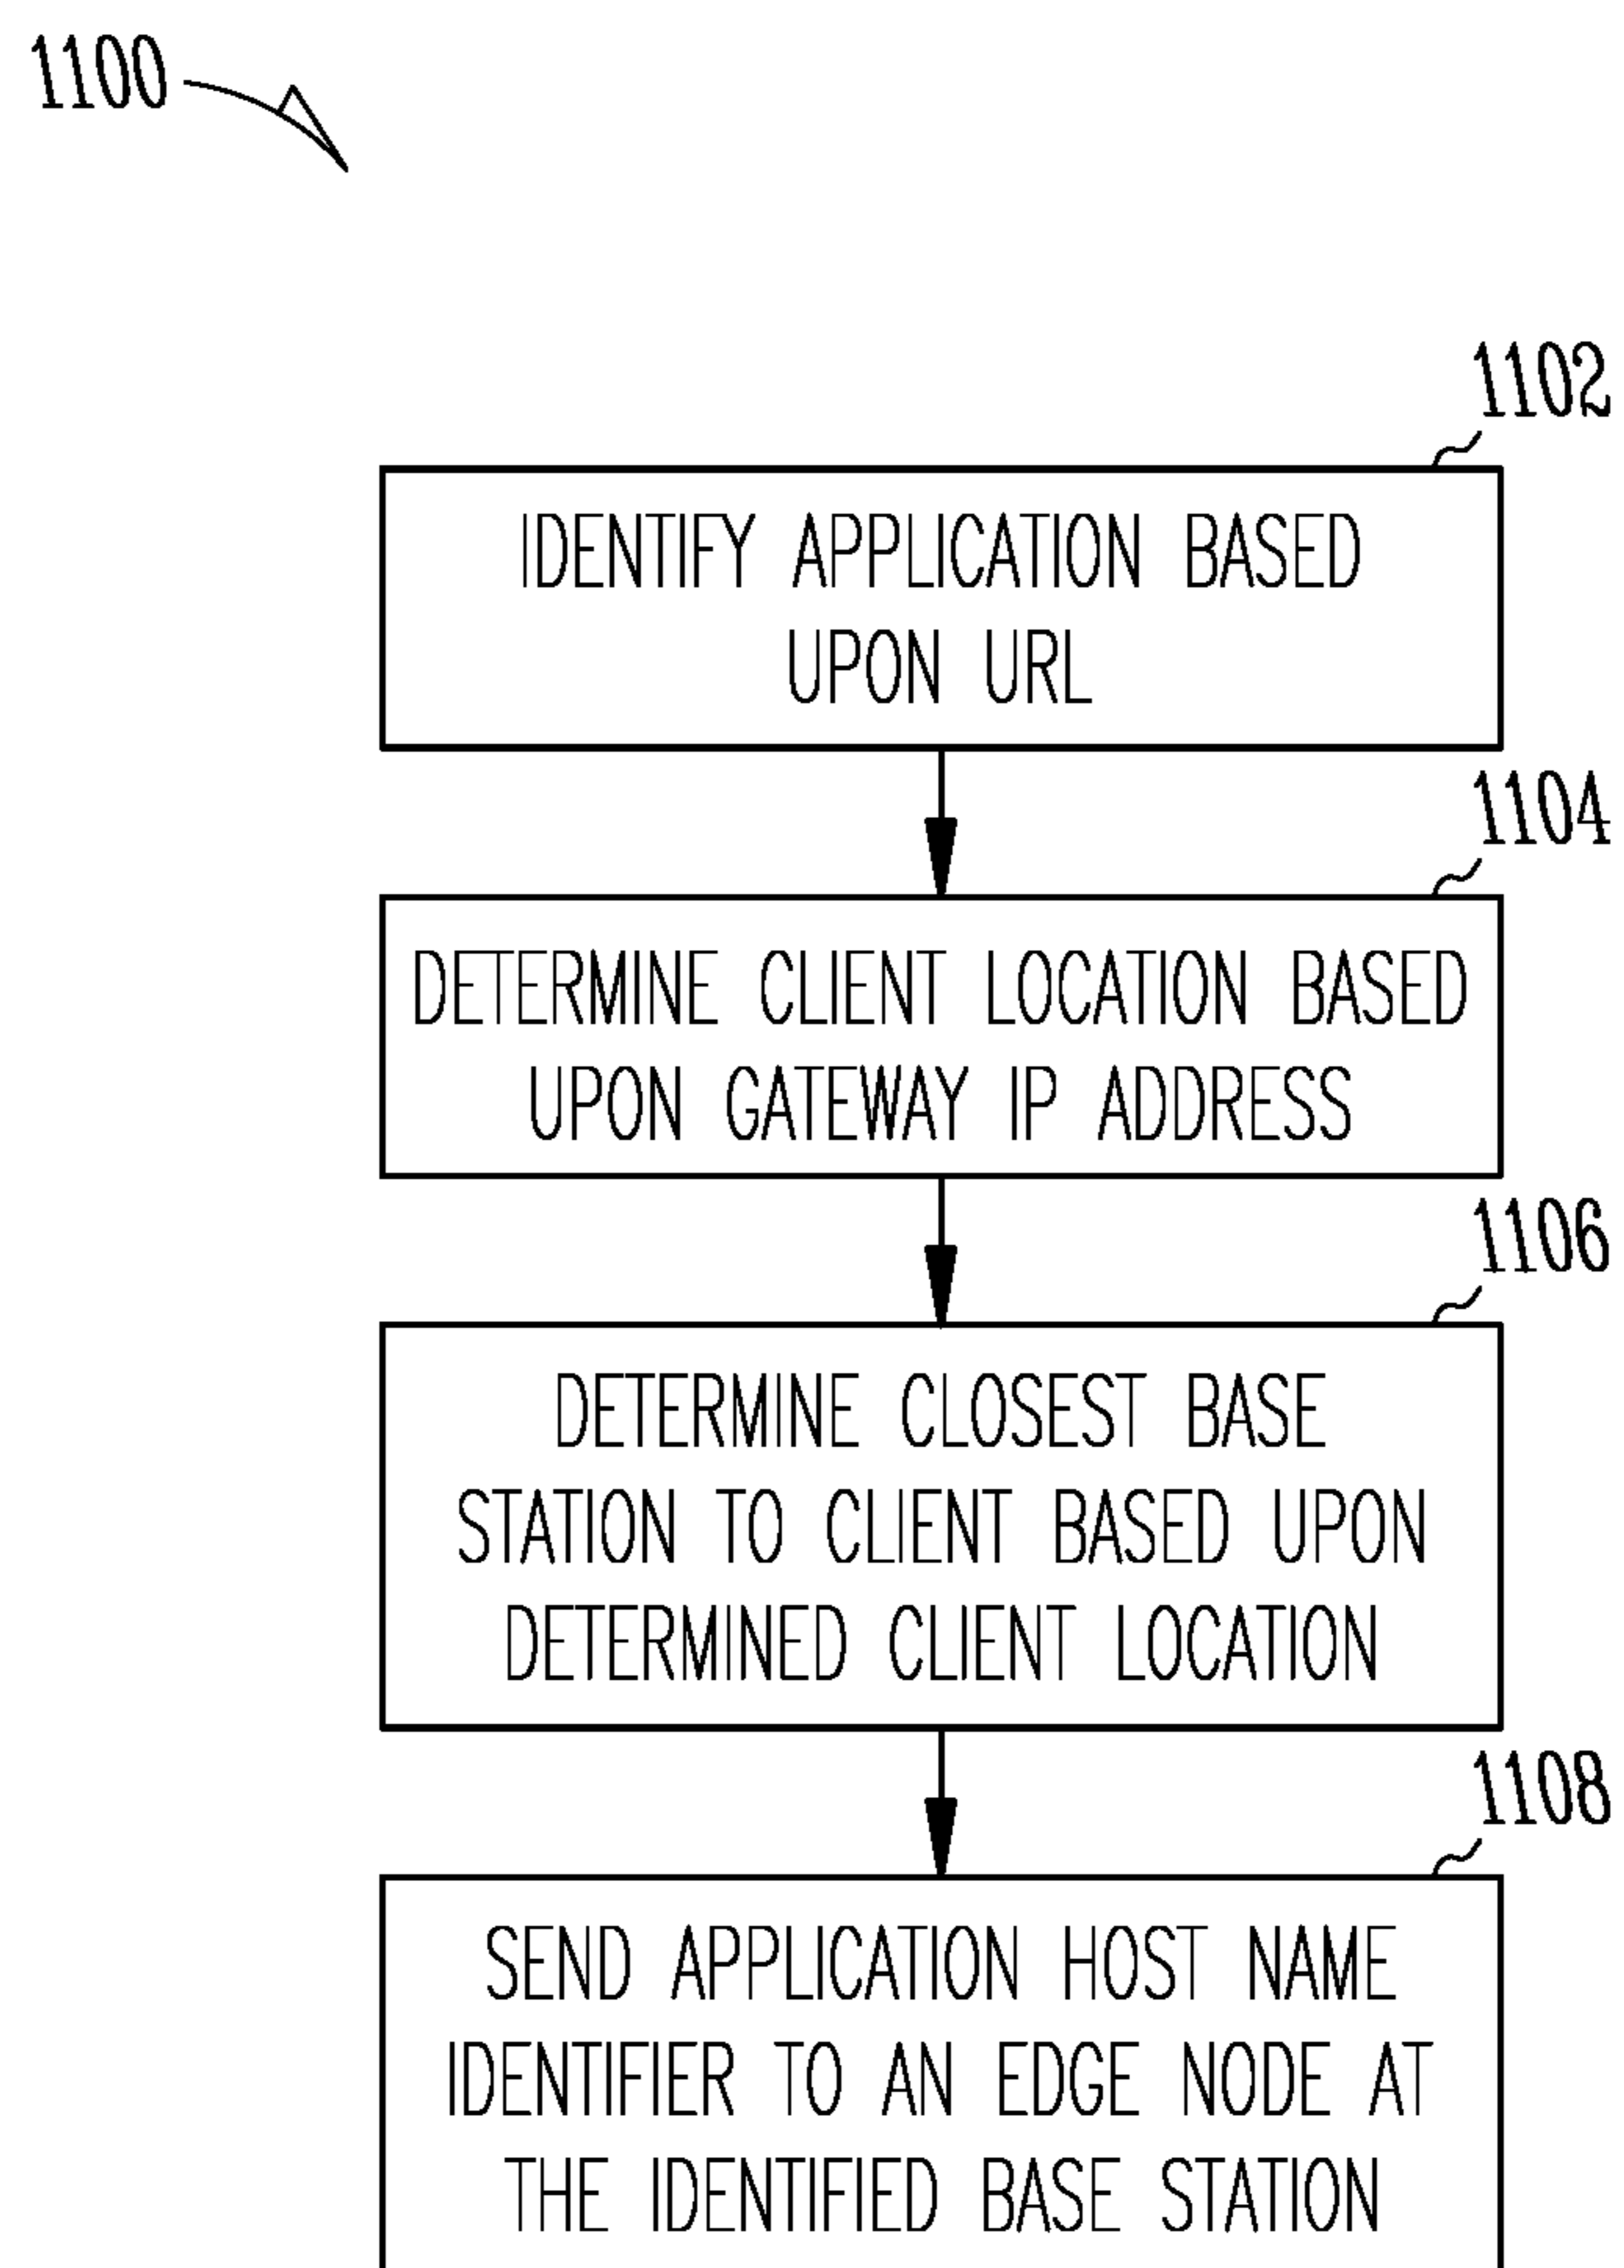 1100
1102
IDENTIFY APPLICATION BASED
UPON URL
1104
DETERMINE CLIENT LOCATION BASED
UPON GATEWAY IP ADDRESS
1106
DETERMINE CLOSEST BASE
STATION TO CLIENT BASED UPON
DETERMINED CLIENT LOCATION
1108
SEND APPLICATION HOST NAME
IDENTIFIER TO AN EDGE NODE AT
THE IDENTIFIED BASE STATION